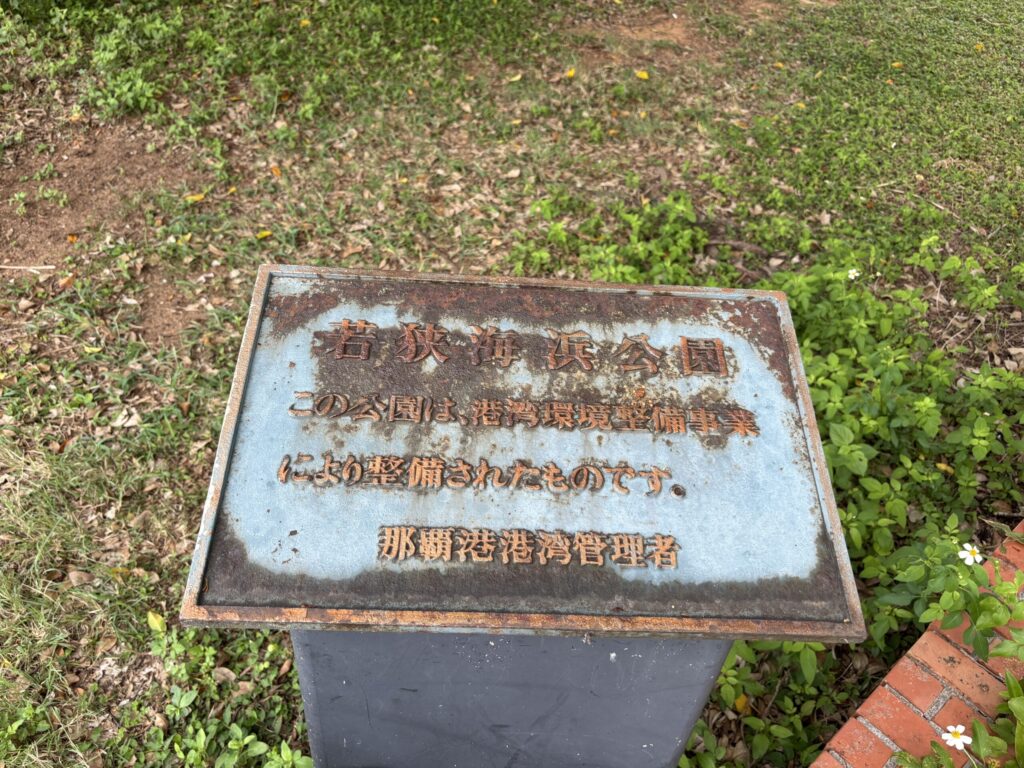 若狭海浜公園
この公園は、港湾環境整備事業
により整備されたものです.
那覇港港湾管理者